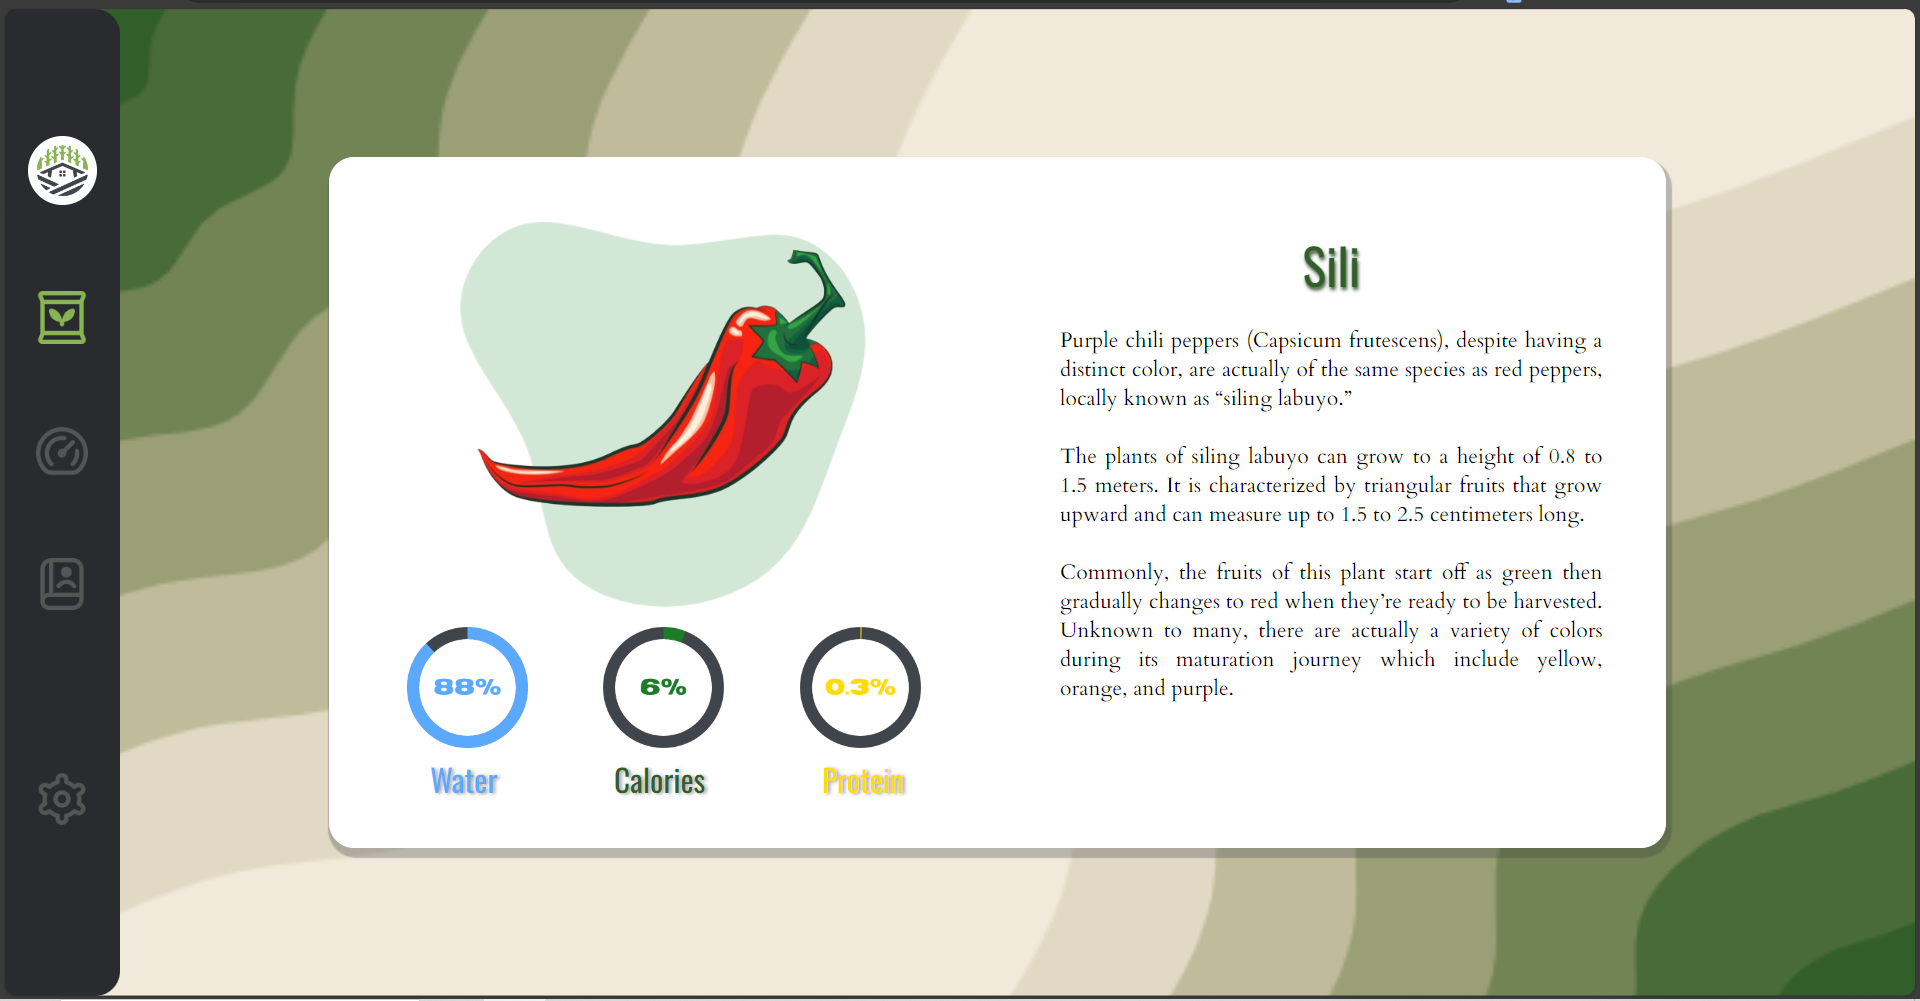 Sili
Purple chili peppers (Capsicum frutescens), despite having a
distinct color, are actually of the same species as red peppers,
locally known as “siling labuyo.”
The plants of siling labuyo can grow to a height of 0.8 to
1.5 meters. It is characterized by triangular fruits that grow
upward and can measure up to 1.5 to 2.5 centimeters long.
Commonly, the fruits of this plant start off as green then
gradually changes to red when they’re ready to be harvested.
Unknown to many, there are actually a variety of colors
during its maturation journey which include yellow,
orange, and purple.
88%
6%
0.3%
Water
Calories
Protein